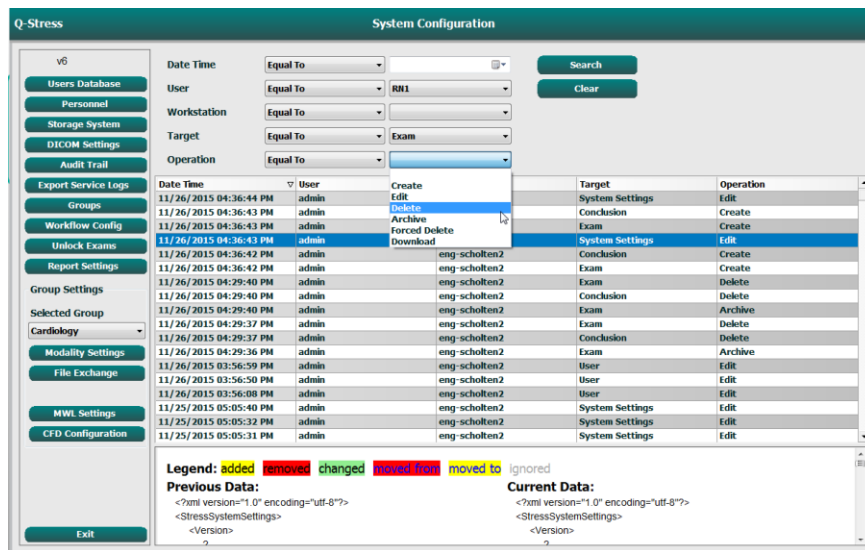 Q-Stress System Configuration
v6
Users Database
Personnel
Storage System
DICOM Settings
Audit Trail
Export Service Logs
Groups
Workflow Config
Unlock Exams
Report Settings
Group Settings
Selected Group
Cardiology
Modality Settings
File Exchange
MWL Settings
CFD Configuration
Exit
Date Time Equal To Search
User Equal To RN1 Clear
Workstation Equal To
Target Equal To Exam
Operation Equal To
Create
Edit
Delete
Archive
Forced Delete
Download
Date Time User Target Operation
11/26/2015 04:36:44 PM admin System Settings Edit
11/26/2015 04:36:43 PM admin Conclusion Create
11/26/2015 04:36:43 PM admin Exam Create
11/26/2015 04:36:43 PM admin System Settings Edit
11/26/2015 04:36:42 PM admin eng-scholten2 Conclusion Create
11/26/2015 04:36:42 PM admin eng-scholten2 Exam Create
11/26/2015 04:29:40 PM admin eng-scholten2 Exam Delete
11/26/2015 04:29:40 PM admin eng-scholten2 Conclusion Delete
11/26/2015 04:29:40 PM admin eng-scholten2 Exam Archive
11/26/2015 04:29:37 PM admin eng-scholten2 Exam Delete
11/26/2015 04:29:37 PM admin eng-scholten2 Conclusion Delete
11/26/2015 04:29:36 PM admin eng-scholten2 Exam Archive
11/26/2015 03:56:59 PM admin eng-scholten2 User Edit
11/26/2015 03:56:50 PM admin eng-scholten2 User Edit
11/26/2015 03:56:08 PM admin eng-scholten2 User Edit
11/25/2015 05:05:40 PM admin eng-scholten2 System Settings Edit
11/25/2015 05:05:32 PM admin eng-scholten2 System Settings Edit
11/25/2015 05:05:31 PM admin eng-scholten2 System Settings Edit
Legend: added removed changed moved from moved to ignored
Previous Data: Current Data:
<?xml version="1.0" encoding="utf-8"?> <?xml version="1.0" encoding="utf-8"?>
<StressSystemSettings> <StressSystemSettings>
<Version> <Version>